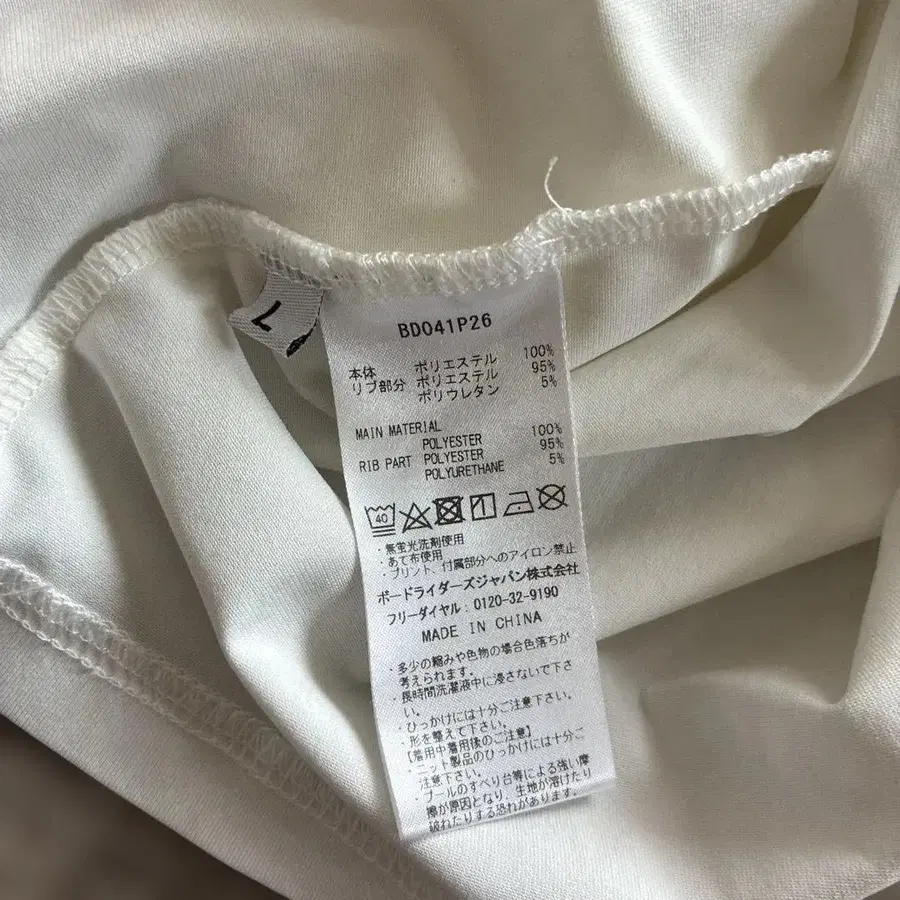 L
BD041P26
本体 ポリエステル 100%
リブ部分 ポリエステル 95%
ポリウレタン 5%
MAIN MATERIAL
POLYESTER 100%
RIB PART POLYESTER 95%
POLYURETHANE 5%
40
・無蛍光洗剤使用
・あて布使用
・プリント、付属部分へのアイロン禁止
ボードライダーズジャパン株式会社
フリーダイヤル：0120-32-9190
MADE IN CHINA
・多少の縮みや色物の場合色落ちが
考えられます。
・長時間洗濯液中に浸さないで下さ
い。
・ひっかけには十分ご注意下さい。
・形を整えて下さい。
【着用中着用後のご注意】
・ニット製品のひっかけには十分ご
注意下さい。
・プールのすべり台等による強い摩
擦が原因となり、生地が溶けたり
破れたりする恐れがあります。